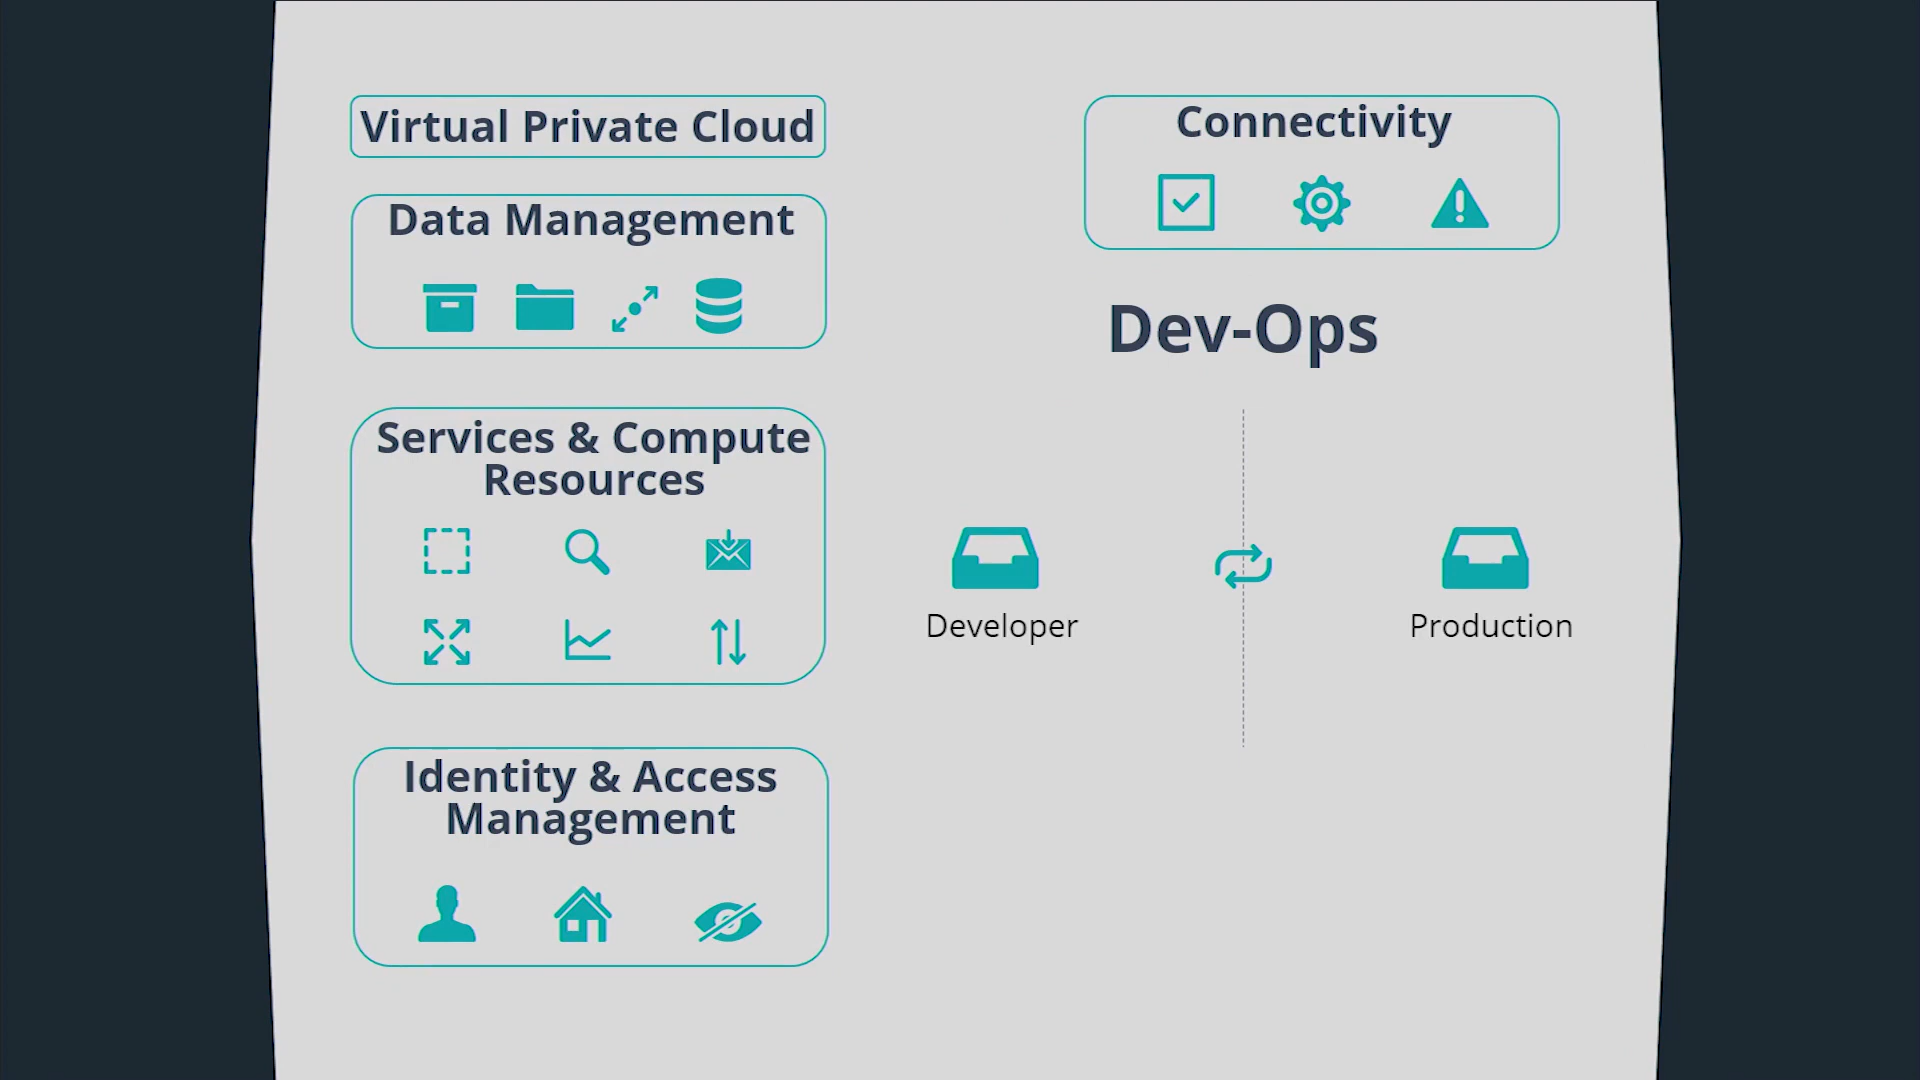 Virtual Private Cloud
Data Management
Services & Compute
Resources
Identity & Access
Management
Connectivity
Dev-Ops
Developer
Production